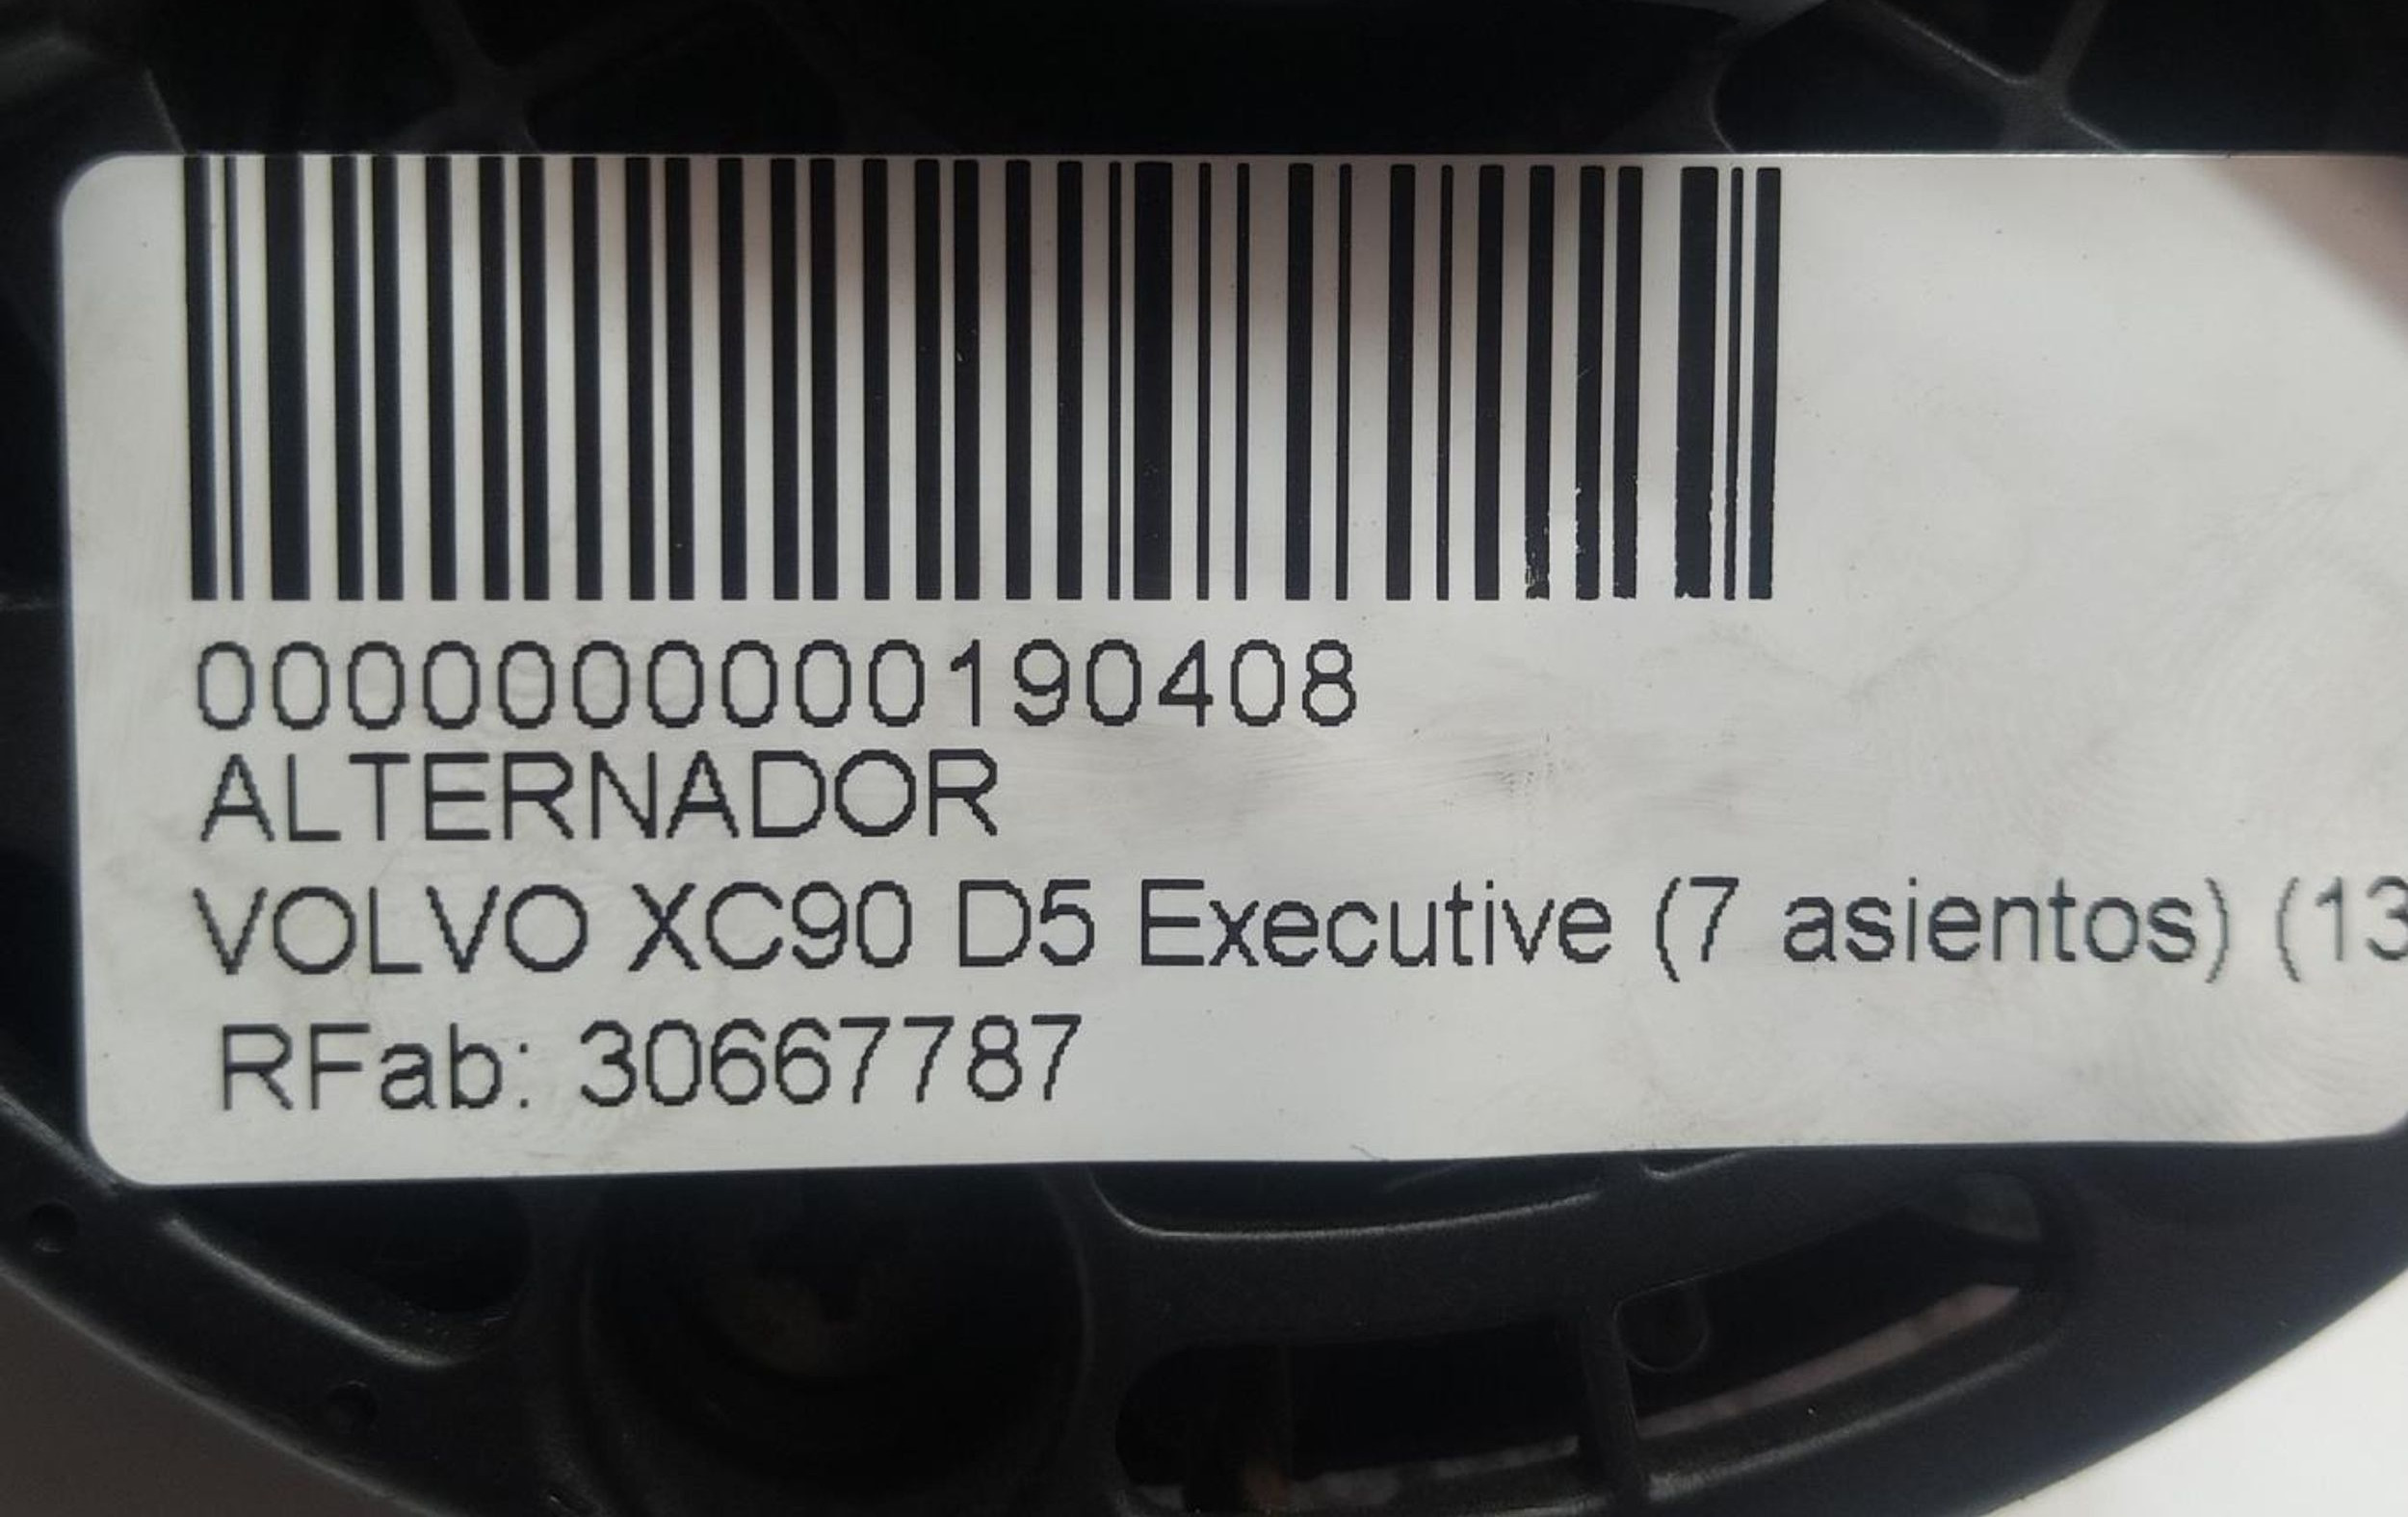 0000000000190408
ALTERNADOR
VOLVO XC90 D5 Executive (7 asientos) (13
RFab: 30667787